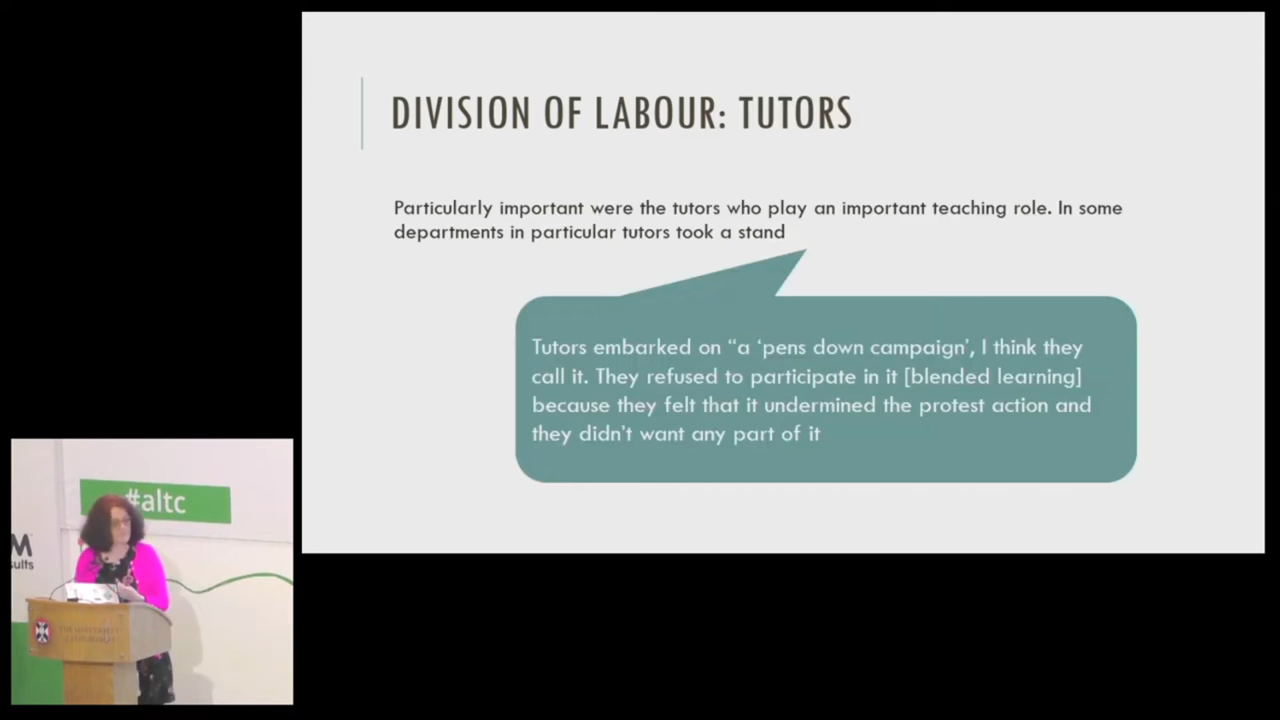 DIVISION OF LABOUR: TUTORS
Particularly important were the tutors who play an important teaching role. In some
departments in particular tutors took a stand
Tutors embarked on “a ‘pens down campaign’, I think they
call it. They refused to participate in it [blended learning]
because they felt that it undermined the protest action and
they didn’t want any part of it
#altc
M
sults